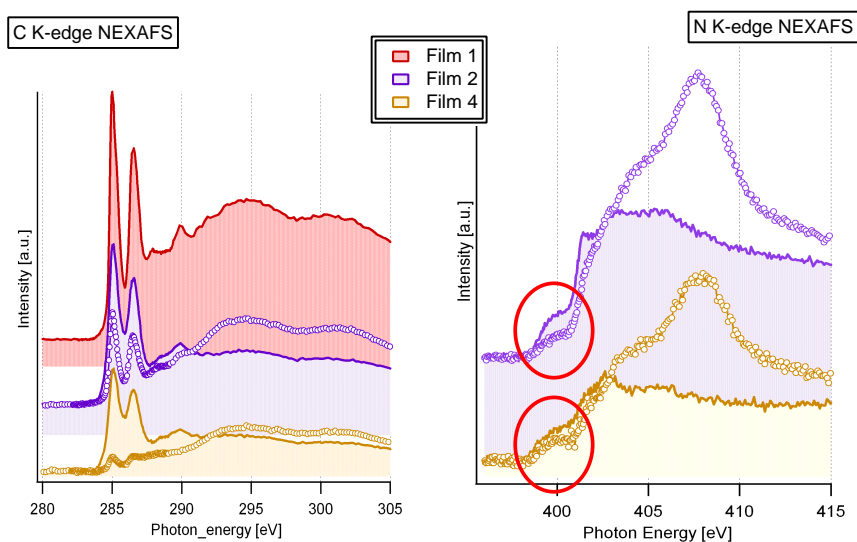 C K-edge NEXAFS
N K-edge NEXAFS
Film 1
Film 2
Film 4
Intensity [a.u.]
280
285
290
295
300
305
Photon_energy [eV]
Intensity [a.u.]
400
405
410
415
Photon Energy [eV]